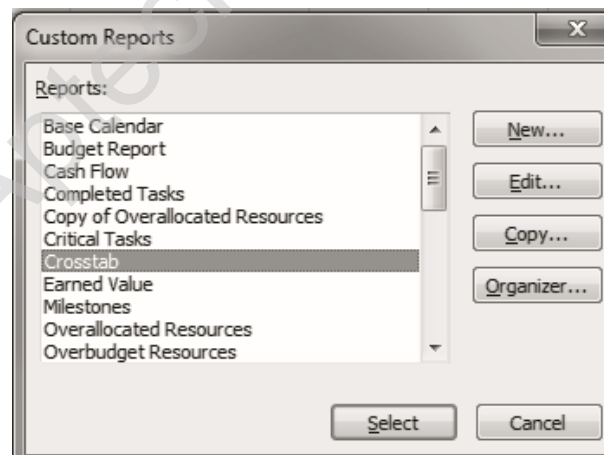 Custom Reports
Reports:
Base Calendar
Budget Report
Cash Flow
Completed Tasks
Copy of Overallocated Resources
Critical Tasks
Crosstab
Earned Value
Milestones
Overallocated Resources
Overbudget Resources
New...
Edit...
Copy...
Organizer...
Select
Cancel